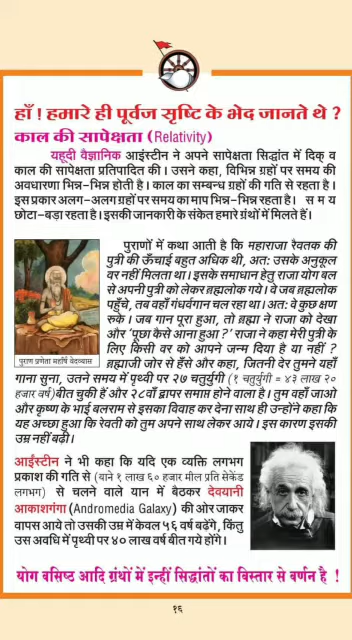 हाँ ! हमारे ही पूर्वज सृष्टि के भेद जानते थे ?
काल की सापेक्षता (Relativity)
यहूदी वैज्ञानिक आइंस्टीन ने अपने सापेक्षता सिद्धांत में दिक् व
काल की सापेक्षता प्रतिपादित की । उसने कहा, विभिन्न ग्रहों पर समय की
अवधारणा भिन्न-भिन्न होती है । काल का सम्बन्ध ग्रहों की गति से रहता है ।
इस प्रकार अलग-अलग ग्रहों पर समय का माप भिन्न-भिन्न रहता है । स म य
छोटा-बड़ा रहता है । इसकी जानकारी के संकेत हमारे ग्रंथों में मिलते हैं ।
पुराणों में कथा आती है कि महाराजा रैवतक की
पुत्री की ऊँचाई बहुत अधिक थी, अतः उसके अनुकूल
वर नहीं मिलता था । इसके समाधान हेतु राजा योग बल
से अपनी पुत्री को लेकर ब्रह्मलोक गये । वे जब ब्रह्मलोक
पहुँचे, तब वहाँ गंधर्वगान चल रहा था । अतः वे कुछ क्षण
रुके । जब गान पूरा हुआ, तो ब्रह्मा ने राजा को देखा
और 'पूछा कैसे आना हुआ ?' राजा ने कहा मेरी पुत्री के
लिए किसी वर को आपने जन्म दिया है या नहीं ?
ब्रह्माजी जोर से हँसे और कहा, जितनी देर तुमने यहाँ
पुराण प्रणेता महर्षि वेदव्यास
गाना सुना, उतने समय में पृथ्वी पर २७ चतुर्युगी (१ चतुर्युगी = ४३ लाख २०
हजार वर्ष) बीत चुकी हैं और २८वाँ द्वापर समाप्त होने वाला है । तुम वहाँ जाओ
और कृष्ण के भाई बलराम से इसका विवाह कर देना साथ ही उन्होंने कहा कि
यह अच्छा हुआ कि रेवती को तुम अपने साथ लेकर आये । इस कारण इसकी
उम्र नहीं बढ़ी ।
आईंस्टीन ने भी कहा कि यदि एक व्यक्ति लगभग
प्रकाश की गति से (याने १ लाख ६० हजार मील प्रति सेकेंड
लगभग) से चलने वाले यान में बैठकर देवयानी
आकाशगंगा (Andromedia Galaxy) की ओर जाकर
वापस आये तो उसकी उम्र में केवल ५६ वर्ष बढ़ेंगे, किंतु
उस अवधि में पृथ्वी पर ४० लाख वर्ष बीत गये होंगे ।
योग वसिष्ठ आदि ग्रंथों में इन्हीं सिद्धांतों का विस्तार से वर्णन है !
१६